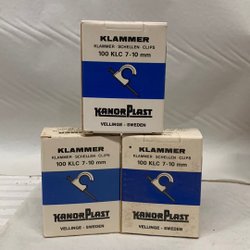 KLAMMER
KLAMMER SCHELLEN CLIPS
100 KLC 7-10 mm
KANORPLAST
VELLINGE - SWEDEN
KLAMMER
KLAMMER SCHELLEN CLIPS
100 KLC 7-10 mm
KANORPLAST
VELLINGE - SWEDEN
KLAMMER
KLAMMER SCHELLEN CLIPS
100 KLC 7-10 mm
KANORPLAST
VELLINGE - SWEDEN